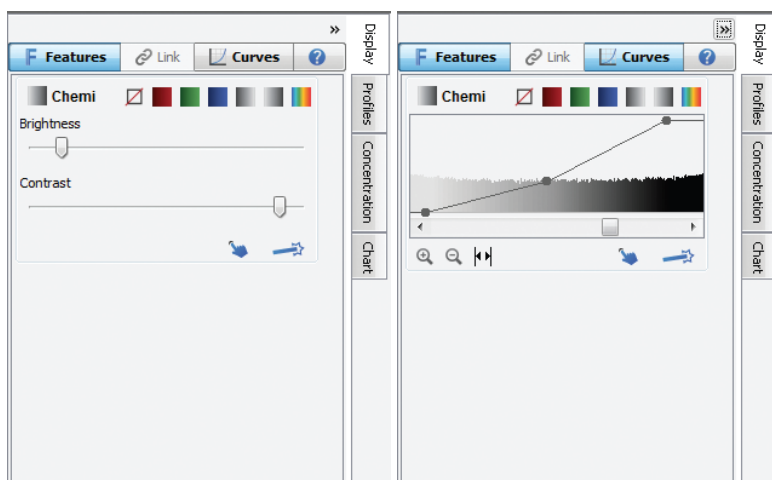 »
F Features Link Curves ?
Chemi
Brightness
Contrast
Display
Profiles
Concentration
Chart
»
F Features Link Curves ?
Chemi
Display
Profiles
Concentration
Chart